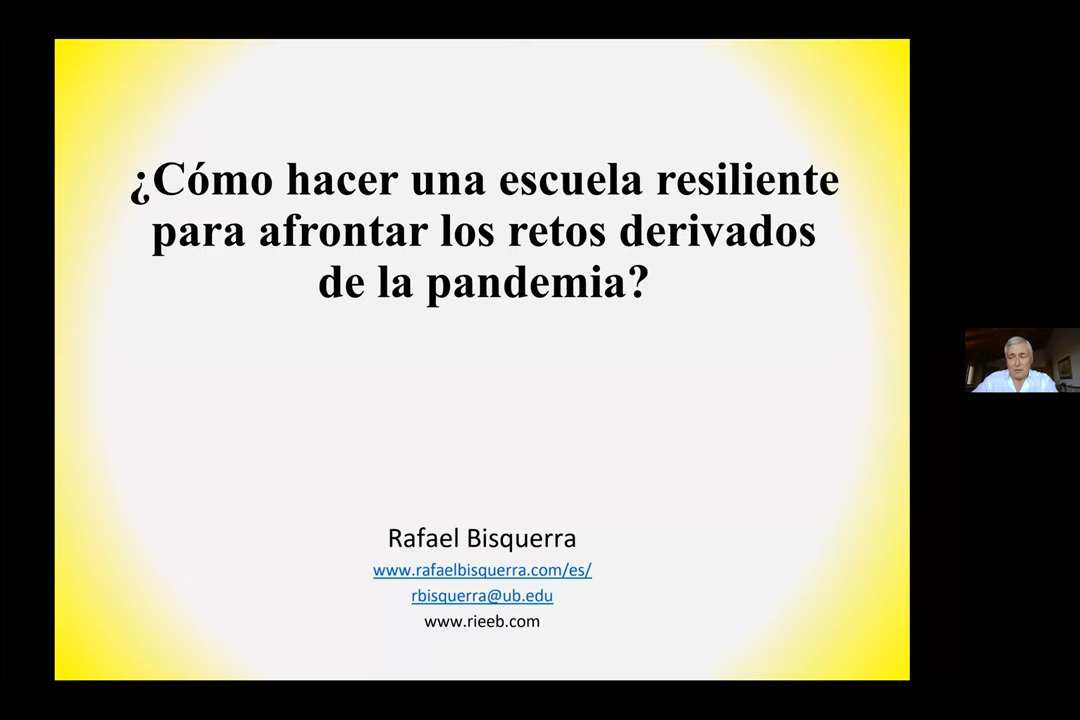 ¿Cómo hacer una escuela resiliente
para afrontar los retos derivados
de la pandemia?
Rafael Bisquerra
www.rafaelbisquerra.com/es/
rbisquerra@ub.edu
www.rieeb.com